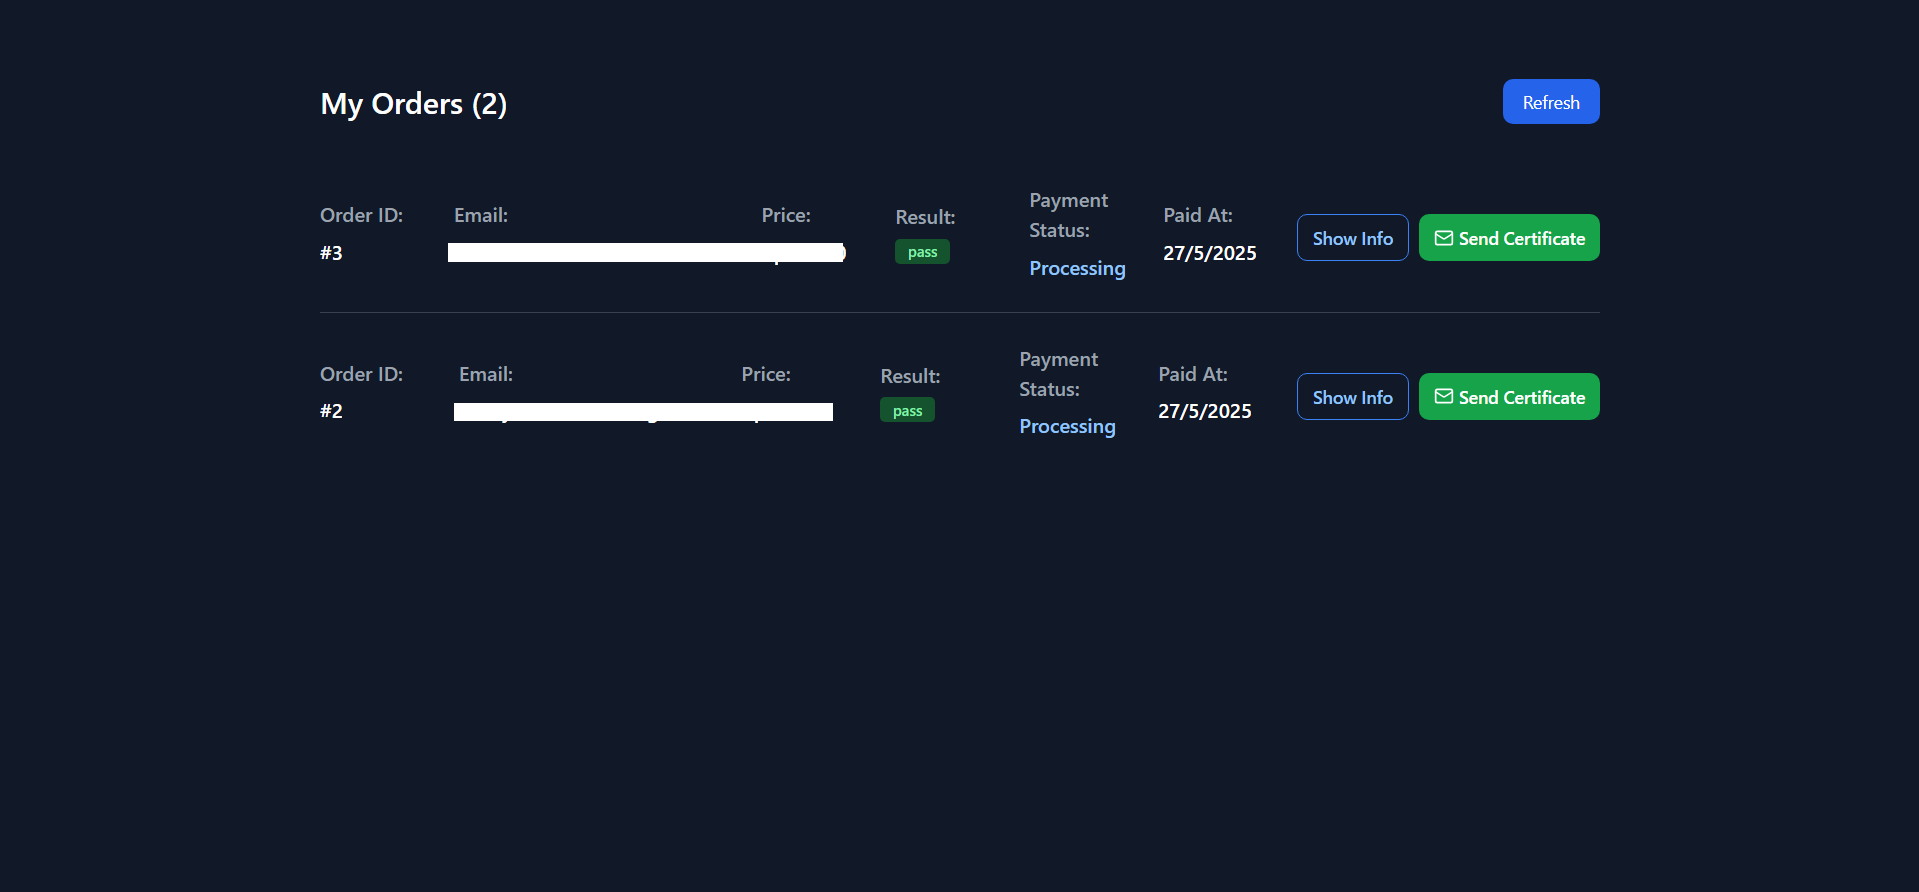 My Orders (2)
Refresh
Order ID:
#3
Email:
Price:
Result:
pass
Payment
Status:
Processing
Paid At:
27/5/2025
Show Info
Send Certificate
Order ID:
#2
Email:
Price:
Result:
pass
Payment
Status:
Processing
Paid At:
27/5/2025
Show Info
Send Certificate